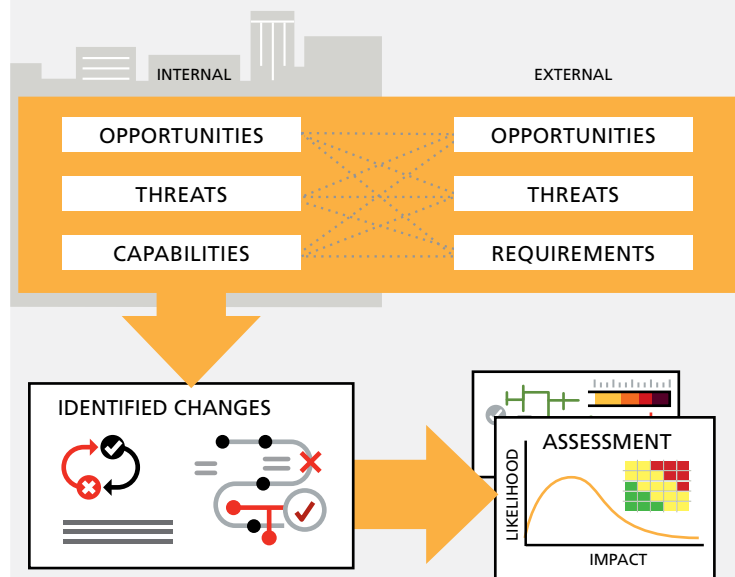 INTERNAL
EXTERNAL
OPPORTUNITIES
OPPORTUNITIES
THREATS
THREATS
CAPABILITIES
REQUIREMENTS
IDENTIFIED CHANGES
ASSESSMENT
LIKELIHOOD
IMPACT